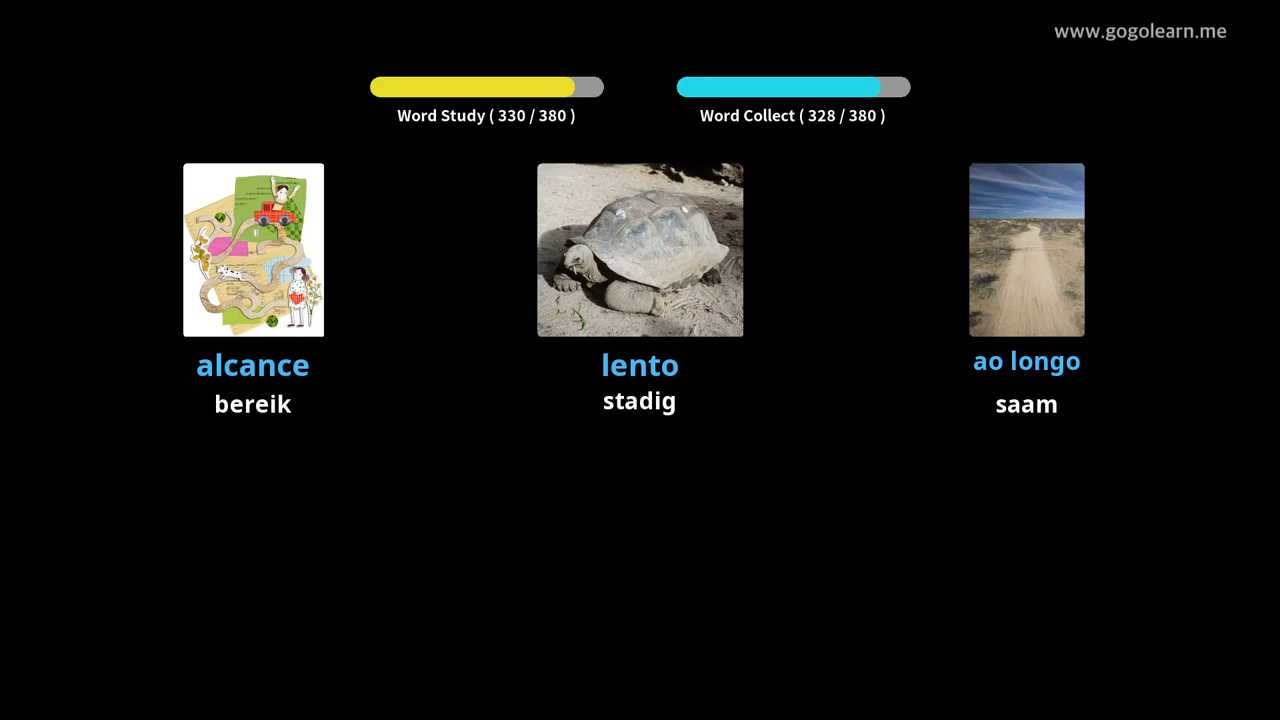 www.gogolearn.me
Word Study ( 330 / 380 )
Word Collect ( 328 / 380 )
alcance
bereik
lento
stadig
ao longo
saam